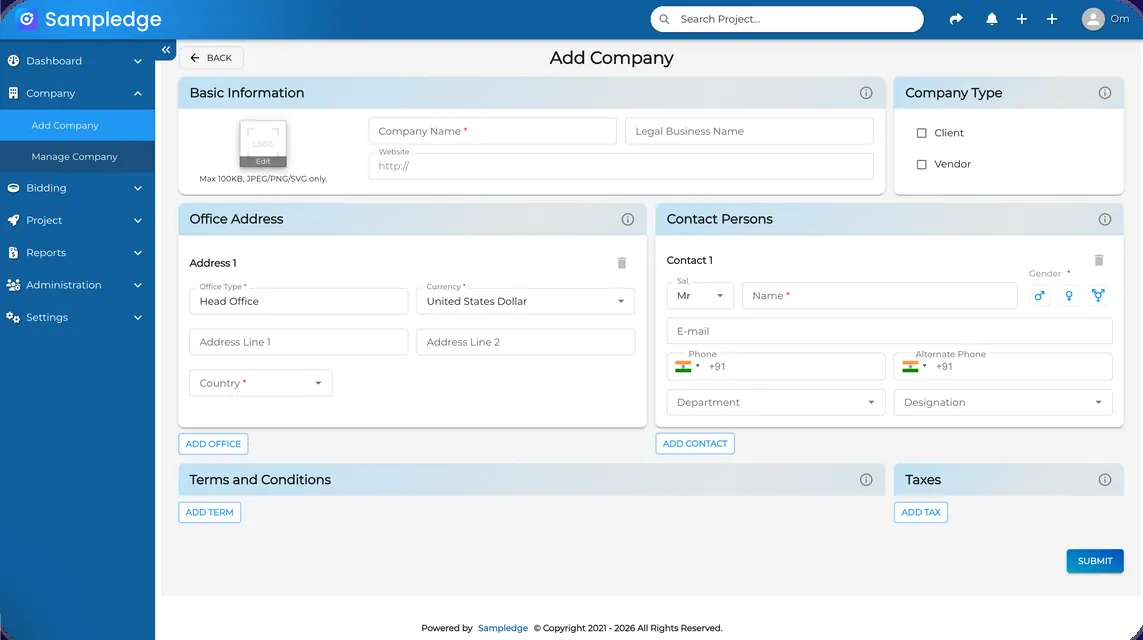 Sampledge
Search Project...
Om
Dashboard
Company
Add Company
Manage Company
Bidding
Project
Reports
Administration
Settings
BACK
Add Company
Basic Information
LOGO
Edit
Max 100KB, JPEG/PNG/SVG only.
Company Name *
Legal Business Name
Website
http://
Company Type
Client
Vendor
Office Address
Address 1
Office Type *
Head Office
Currency *
United States Dollar
Address Line 1
Address Line 2
Country *
ADD OFFICE
Contact Persons
Contact 1
Sal.
Mr
Name *
Gender *
E-mail
Phone
+91
Alternate Phone
+91
Department
Designation
ADD CONTACT
Terms and Conditions
ADD TERM
Taxes
ADD TAX
SUBMIT
Powered by Sampledge © Copyright 2021 - 2026 All Rights Reserved.